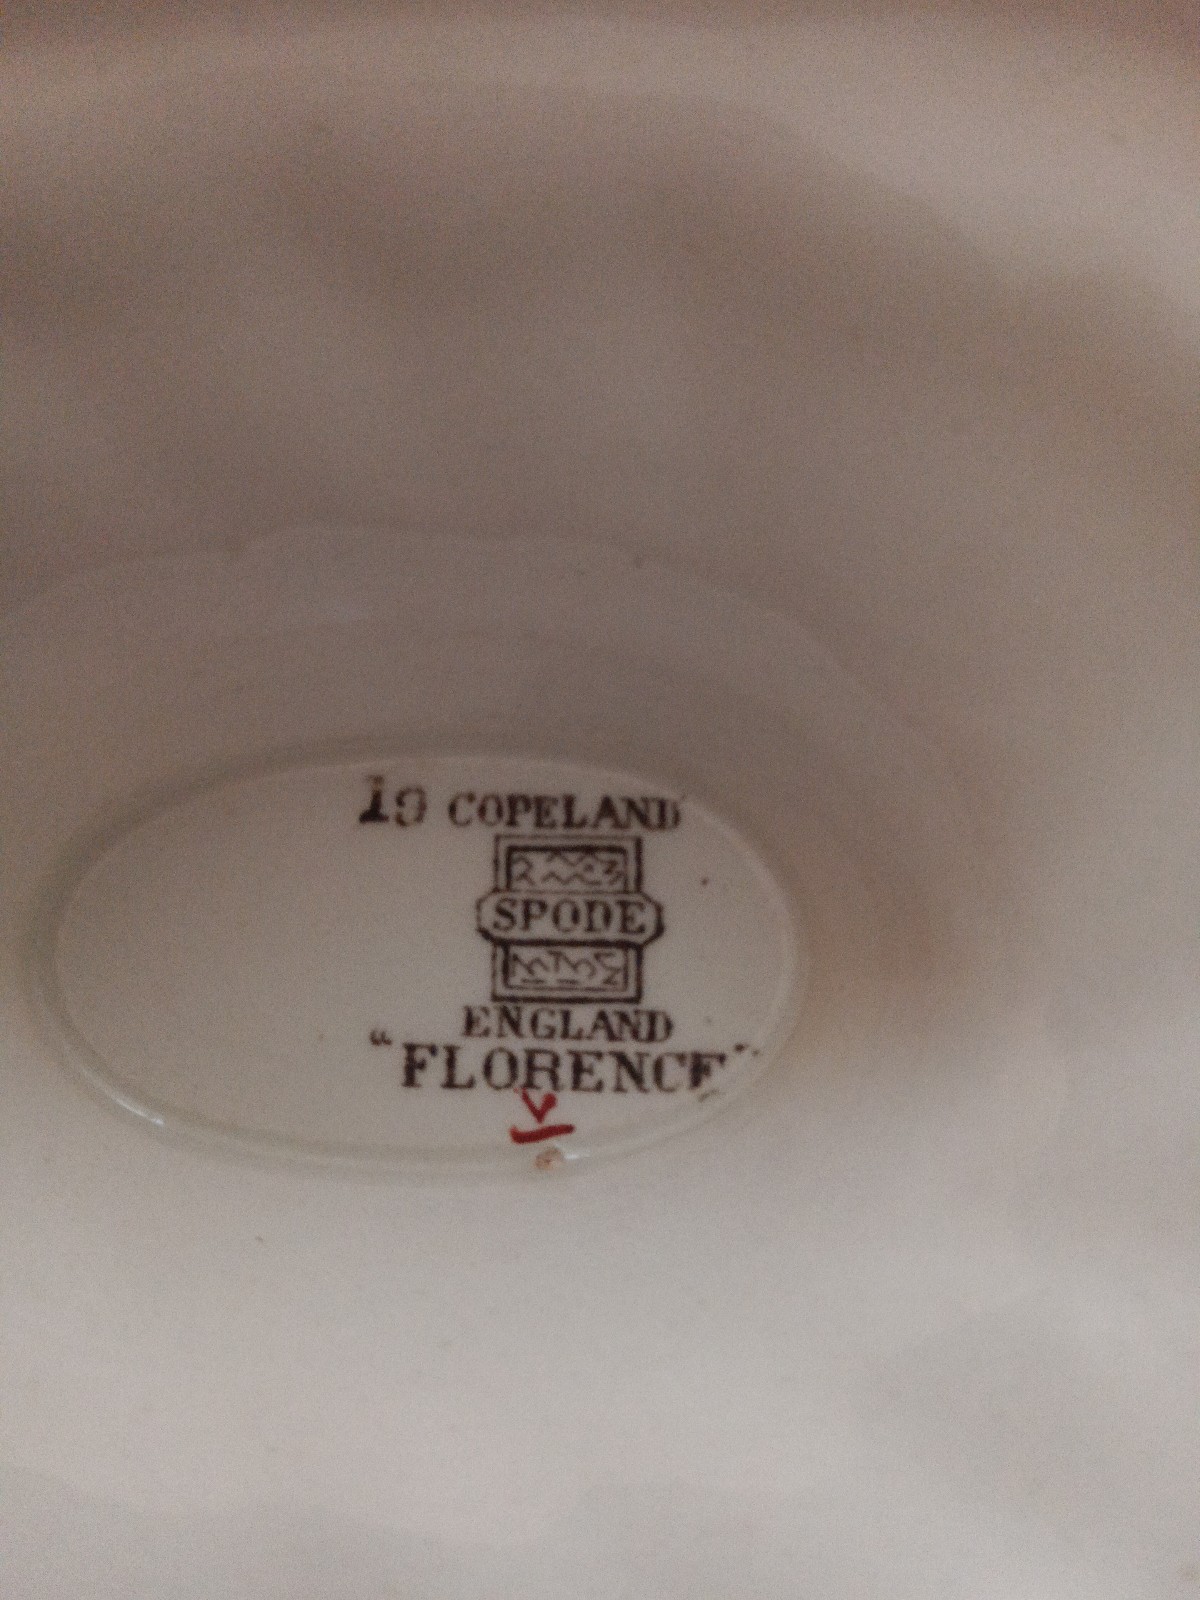 19 COPELAND
SPODE
ENGLAND
"FLORENCE"
V